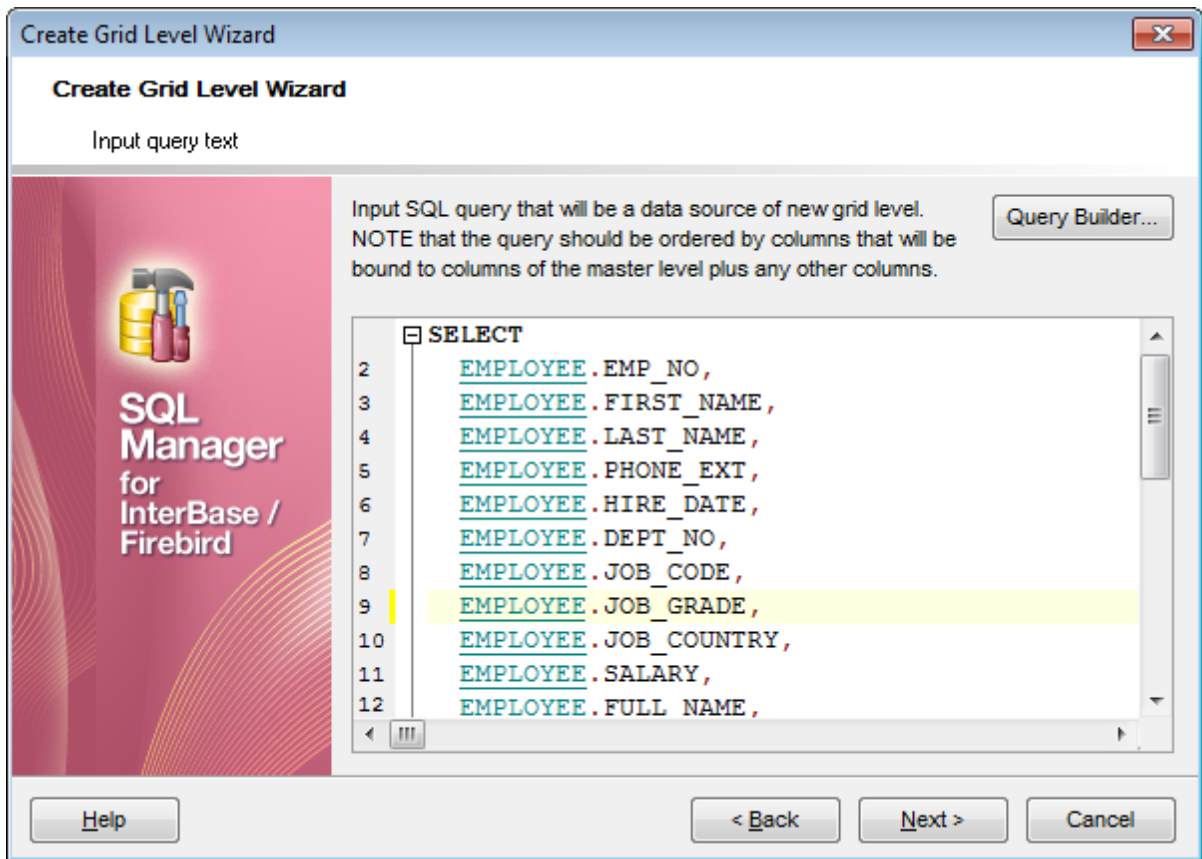 Create Grid Level Wizard
Create Grid Level Wizard
Input query text
Input SQL query that will be a data source of new grid level.
NOTE that the query should be ordered by columns that will be
bound to columns of the master level plus any other columns.
Query Builder...
SQL
Manager
for
InterBase /
Firebird
SELECT
2 EMPLOYEE.EMP_NO,
3 EMPLOYEE.FIRST_NAME,
4 EMPLOYEE.LAST_NAME,
5 EMPLOYEE.PHONE_EXT,
6 EMPLOYEE.HIRE_DATE,
7 EMPLOYEE.DEPT_NO,
8 EMPLOYEE.JOB_CODE,
9 EMPLOYEE.JOB_GRADE,
10 EMPLOYEE.JOB_COUNTRY,
11 EMPLOYEE.SALARY,
12 EMPLOYEE.FULL_NAME,
Help
< Back
Next >
Cancel